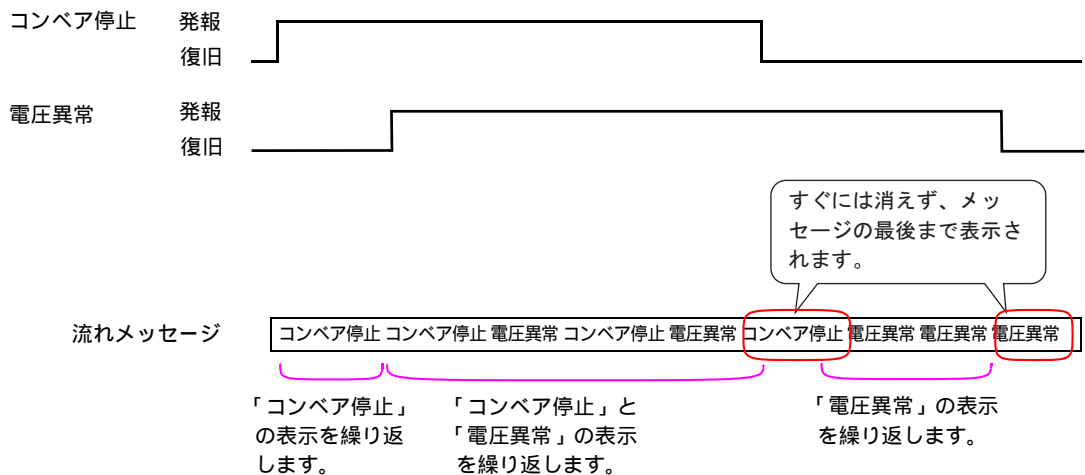 コンベア停止 発報
復旧
電圧異常 発報
復旧
すぐには消えず、メッ
セージの最後まで表示さ
れます。
流れメッセージ コンベア停止 コンベア停止 電圧異常 コンベア停止 電圧異常 コンベア停止 電圧異常 電圧異常 電圧異常
「コンベア停止」
の表示を繰り返
します。
「コンベア停止」と
「電圧異常」の表示
を繰り返します。
「電圧異常」の表示
を繰り返します。